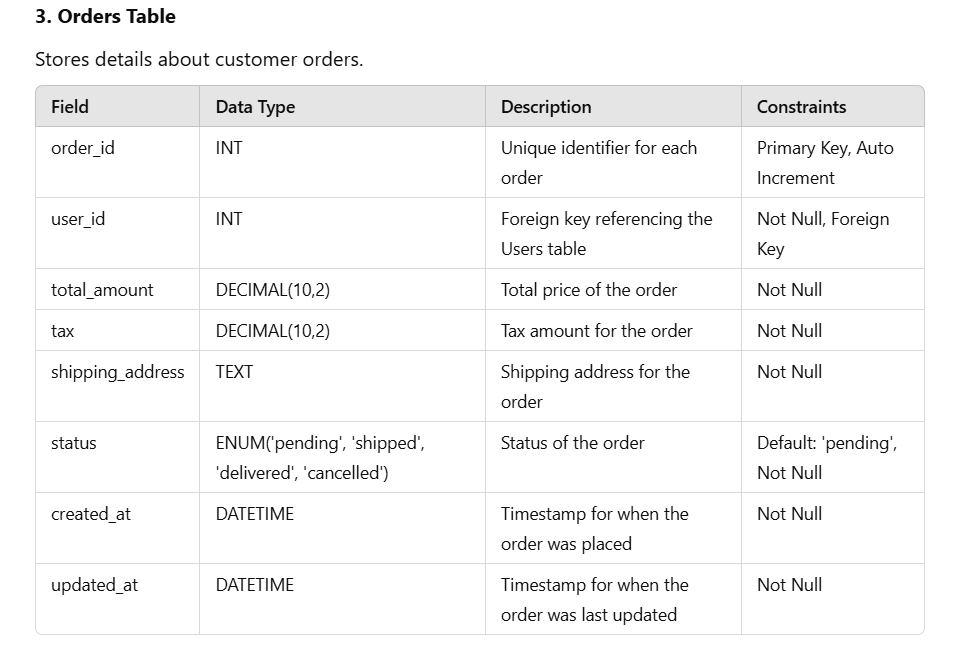 3. Orders Table
Stores details about customer orders.
Field Data Type Description Constraints
order_id INT Unique identifier for each Primary Key, Auto
order Increment
user_id INT Foreign key referencing the Not Null, Foreign
Users table Key
total_amount DECIMAL(10,2) Total price of the order Not Null
tax DECIMAL(10,2) Tax amount for the order Not Null
shipping_address TEXT Shipping address for the Not Null
order
status ENUM('pending', 'shipped', Status of the order Default: 'pending',
'delivered', 'cancelled') Not Null
created_at DATETIME Timestamp for when the Not Null
order was placed
updated_at DATETIME Timestamp for when the Not Null
order was last updated